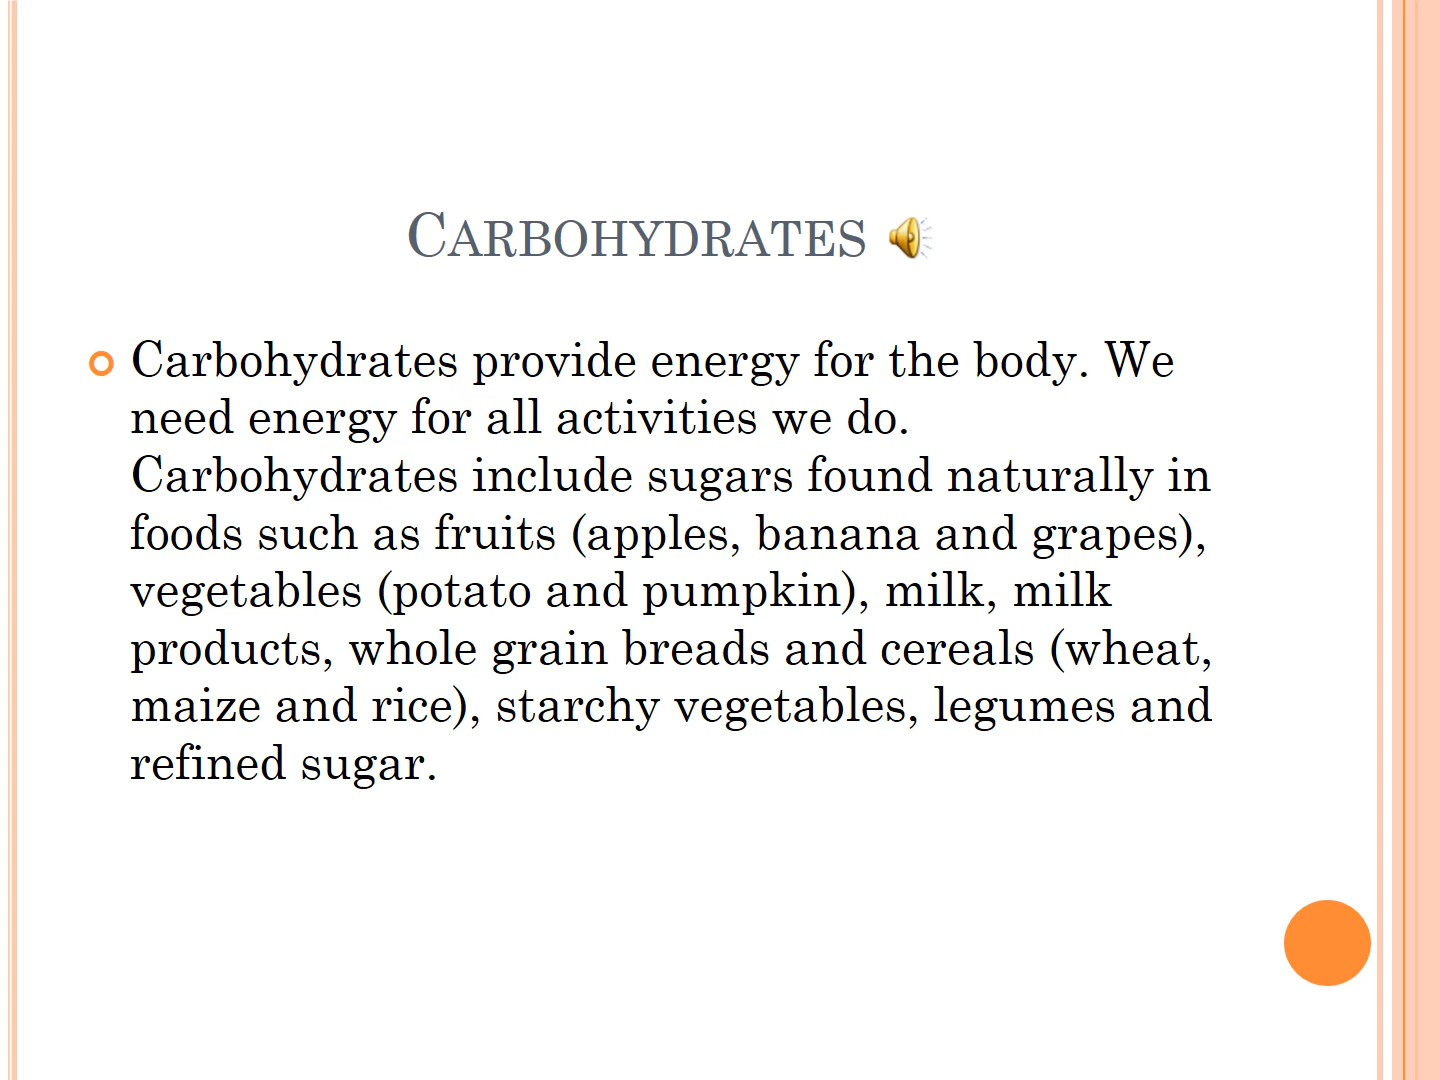 Carbohydrates
Carbohydrates provide energy for the body. We
need energy for all activities we do.
Carbohydrates include sugars found naturally in
foods such as fruits (apples, banana and grapes),
vegetables (potato and pumpkin), milk, milk
products, whole grain breads and cereals (wheat,
maize and rice), starchy vegetables, legumes and
refined sugar.